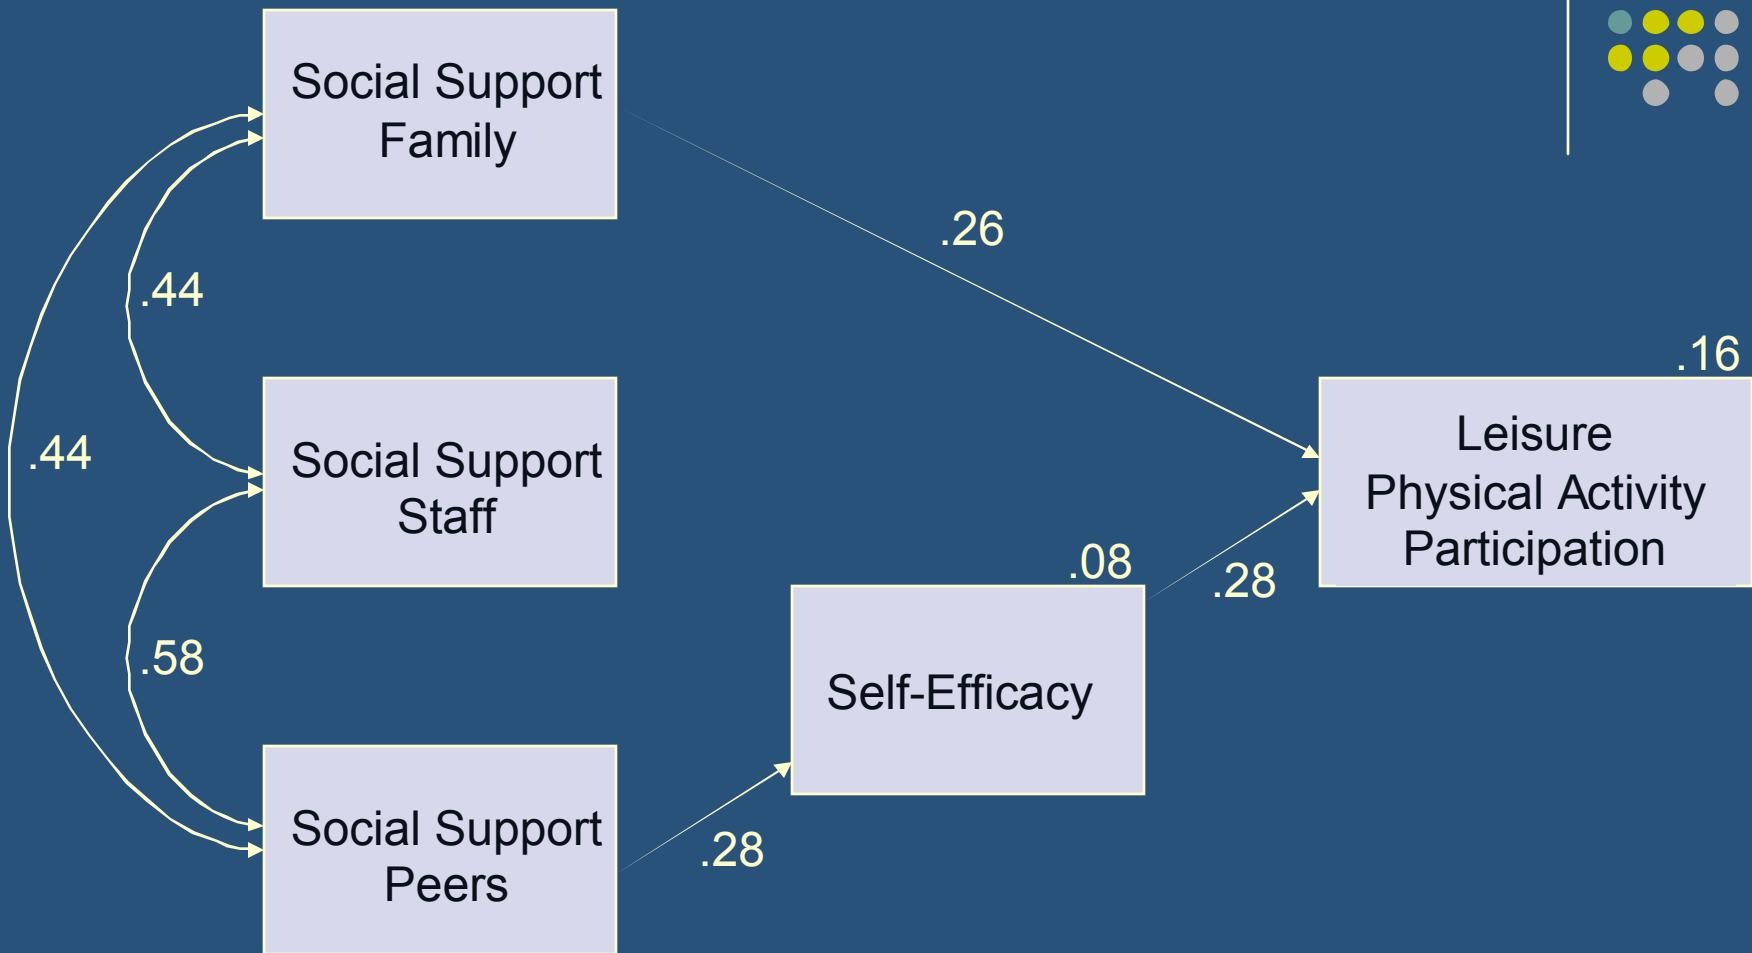 Social Support
Family
.26
.44
.16
Leisure
Physical Activity
Participation
.44
Social Support
Staff
.08
.28
.58
Self-Efficacy
Social Support
Peers
.28